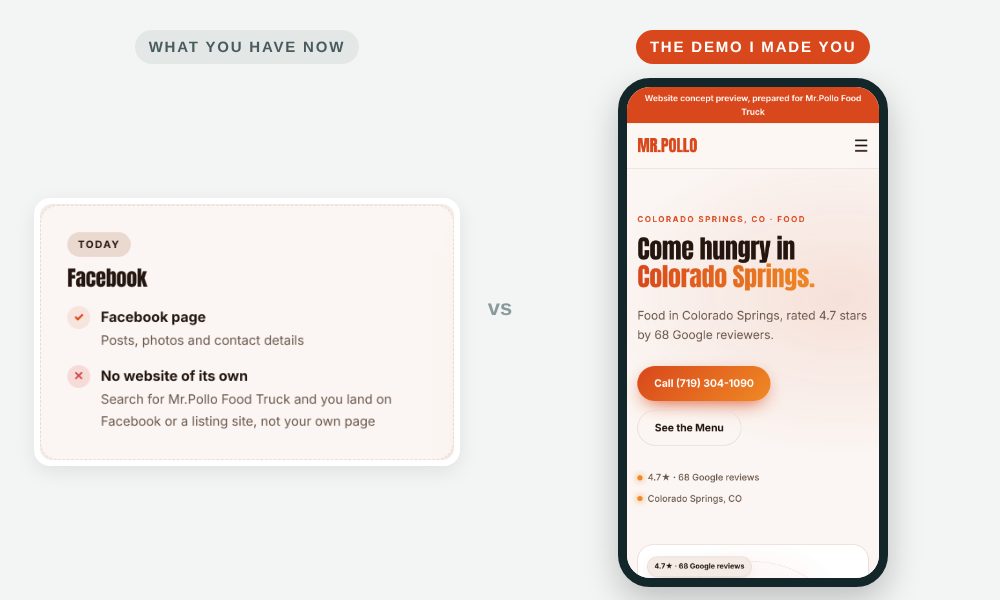 WHAT YOU HAVE NOW
TODAY
Facebook
Facebook page
Posts, photos and contact details
No website of its own
Search for Mr.Pollo Food Truck and you land on
Facebook or a listing site, not your own page
vs
THE DEMO I MADE YOU
Website concept preview, prepared for Mr.Pollo Food
Truck
MR.POLLO
COLORADO SPRINGS, CO · FOOD
Come hungry in
Colorado Springs.
Food in Colorado Springs, rated 4.7 stars
by 68 Google reviewers.
Call (719) 304-1090
See the Menu
4.7★ · 68 Google reviews
Colorado Springs, CO
4.7★ · 68 Google reviews